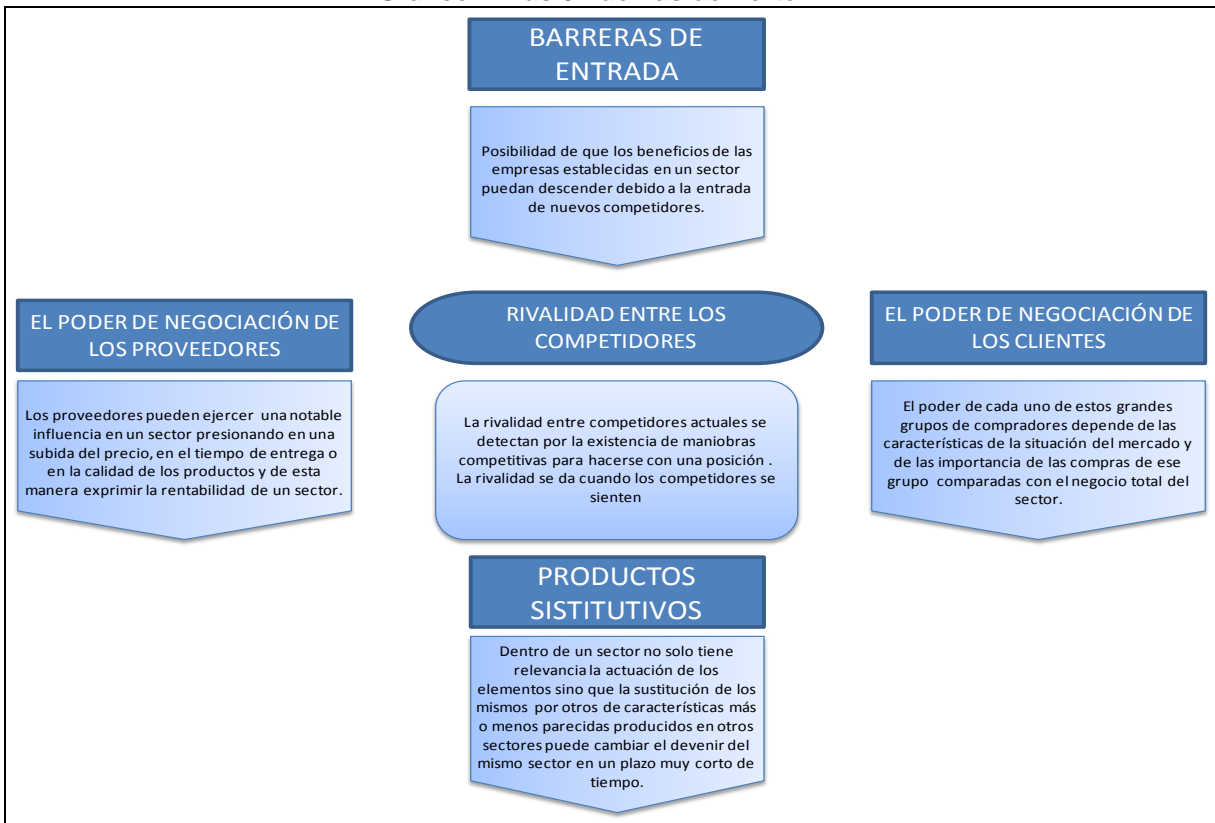 BARRERAS DE
ENTRADA
Posibilidad de que los beneficios de las
empresas establecidas en un sector
puedan descender debido a la entrada
de nuevos competidores.
EL PODER DE NEGOCIACIÓN DE
LOS PROVEEDORES
Los proveedores pueden ejercer una notable
influencia en un sector presionando en una
subida del precio, en el tiempo de entrega o
en la calidad de los productos y de esta
manera exprimir la rentabilidad de un sector.
RIVALIDAD ENTRE LOS
COMPETIDORES
La rivalidad entre competidores actuales se
detectan por la existencia de maniobras
competitivas para hacerse con una posición .
La rivalidad se da cuando los competidores se
sienten
EL PODER DE NEGOCIACIÓN DE
LOS CLIENTES
El poder de cada uno de estos grandes
grupos de compradores depende de las
características de la situación del mercado y
de las importancia de las compras de ese
grupo comparadas con el negocio total del
sector.
PRODUCTOS
SISTITUTIVOS
Dentro de un sector no solo tiene
relevancia la actuación de los
elementos sino que la sustitución de los
mismos por otros de características más
o menos parecidas producidos en otros
sectores puede cambiar el devenir del
mismo sector en un plazo muy corto de
tiempo.